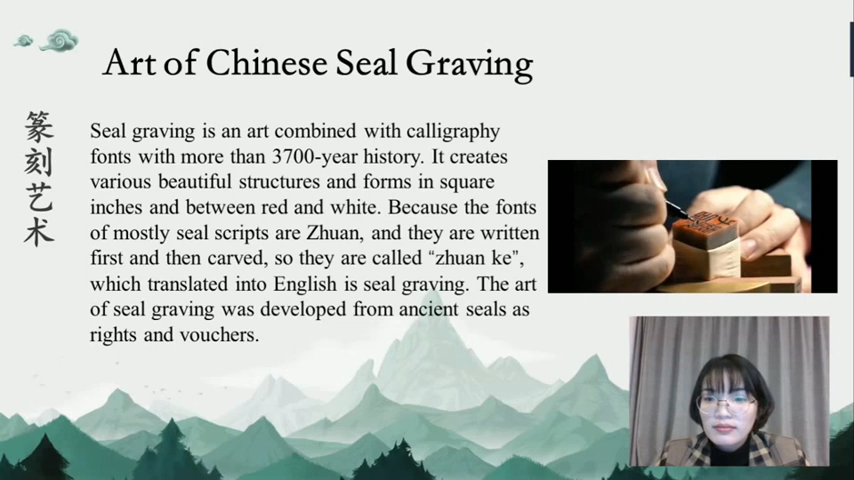 Art of Chinese Seal Graving
篆刻艺术
Seal graving is an art combined with calligraphy
fonts with more than 3700-year history. It creates
various beautiful structures and forms in square
inches and between red and white. Because the fonts
of mostly seal scripts are Zhuan, and they are written
first and then carved, so they are called “zhuan ke”,
which translated into English is seal graving. The art
of seal graving was developed from ancient seals as
rights and vouchers.